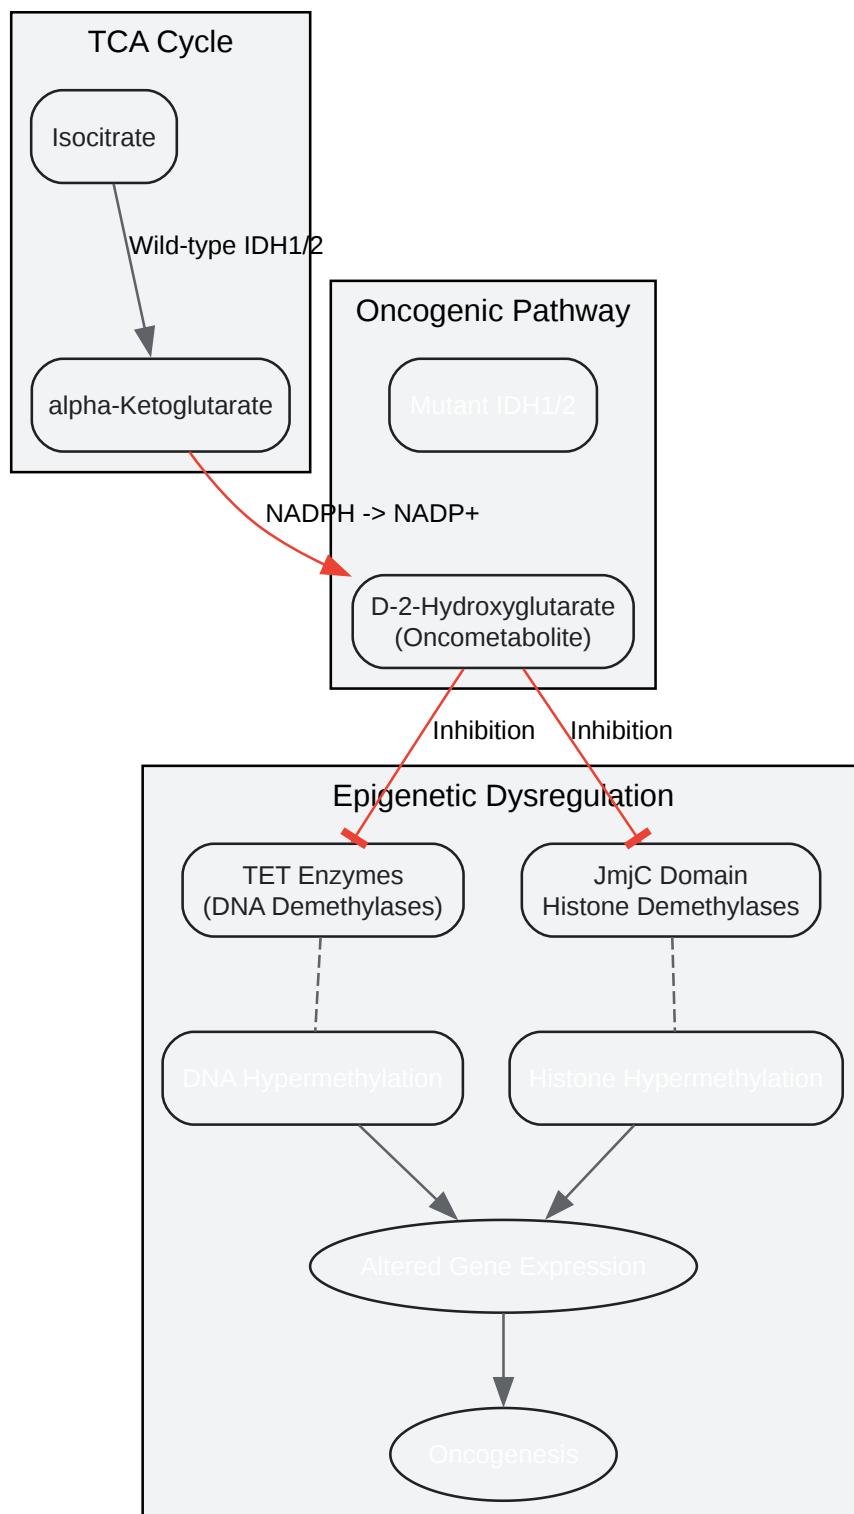 TCA Cycle
Isocitrate
Wild-type IDH1/2
alpha-Ketoglutarate
Oncogenic Pathway
Mutant IDH1/2
NADPH -> NADP+
D-2-Hydroxyglutarate
(Oncometabolite)
Inhibition
Inhibition
Epigenetic Dysregulation
TET Enzymes
(DNA Demethylases)
JmjC Domain
Histone Demethylases
DNA Hypermethylation
Histone Hypermethylation
Altered Gene Expression
Oncogenesis